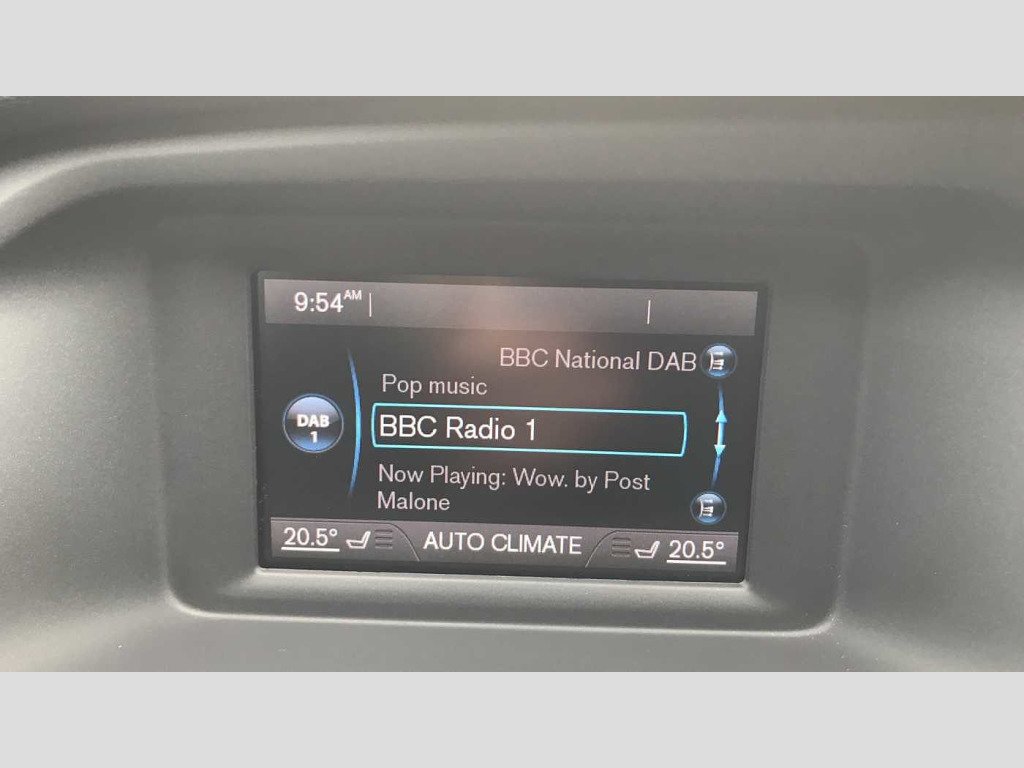 9:54AM
BBC National DAB
Pop music
DAB
1
BBC Radio 1
Now Playing: Wow. by Post
Malone
20.5° AUTO CLIMATE 20.5°